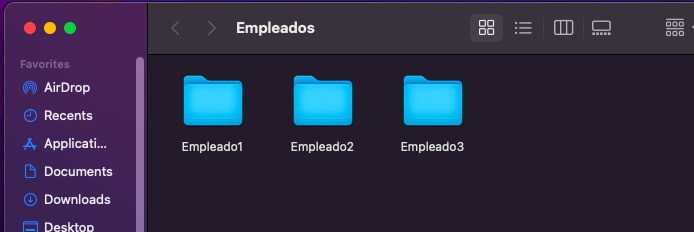 Empleados
Favorites
AirDrop
Recents
Applicati...
Documents
Downloads
Desktop
Empleado1
Empleado2
Empleado3